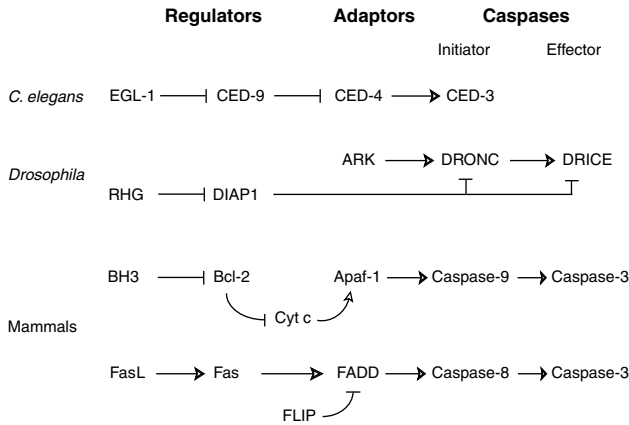 Regulators Adaptors Caspases
Initiator Effector
C. elegans EGL-1 CED-9 CED-4 CED-3
ARK DRONC DRICE
Drosophila
RHG DIAP1
BH3 Bcl-2 Apaf-1 Caspase-9 Caspase-3
Cyt c
Mammals
FasL Fas FADD Caspase-8 Caspase-3
FLIP